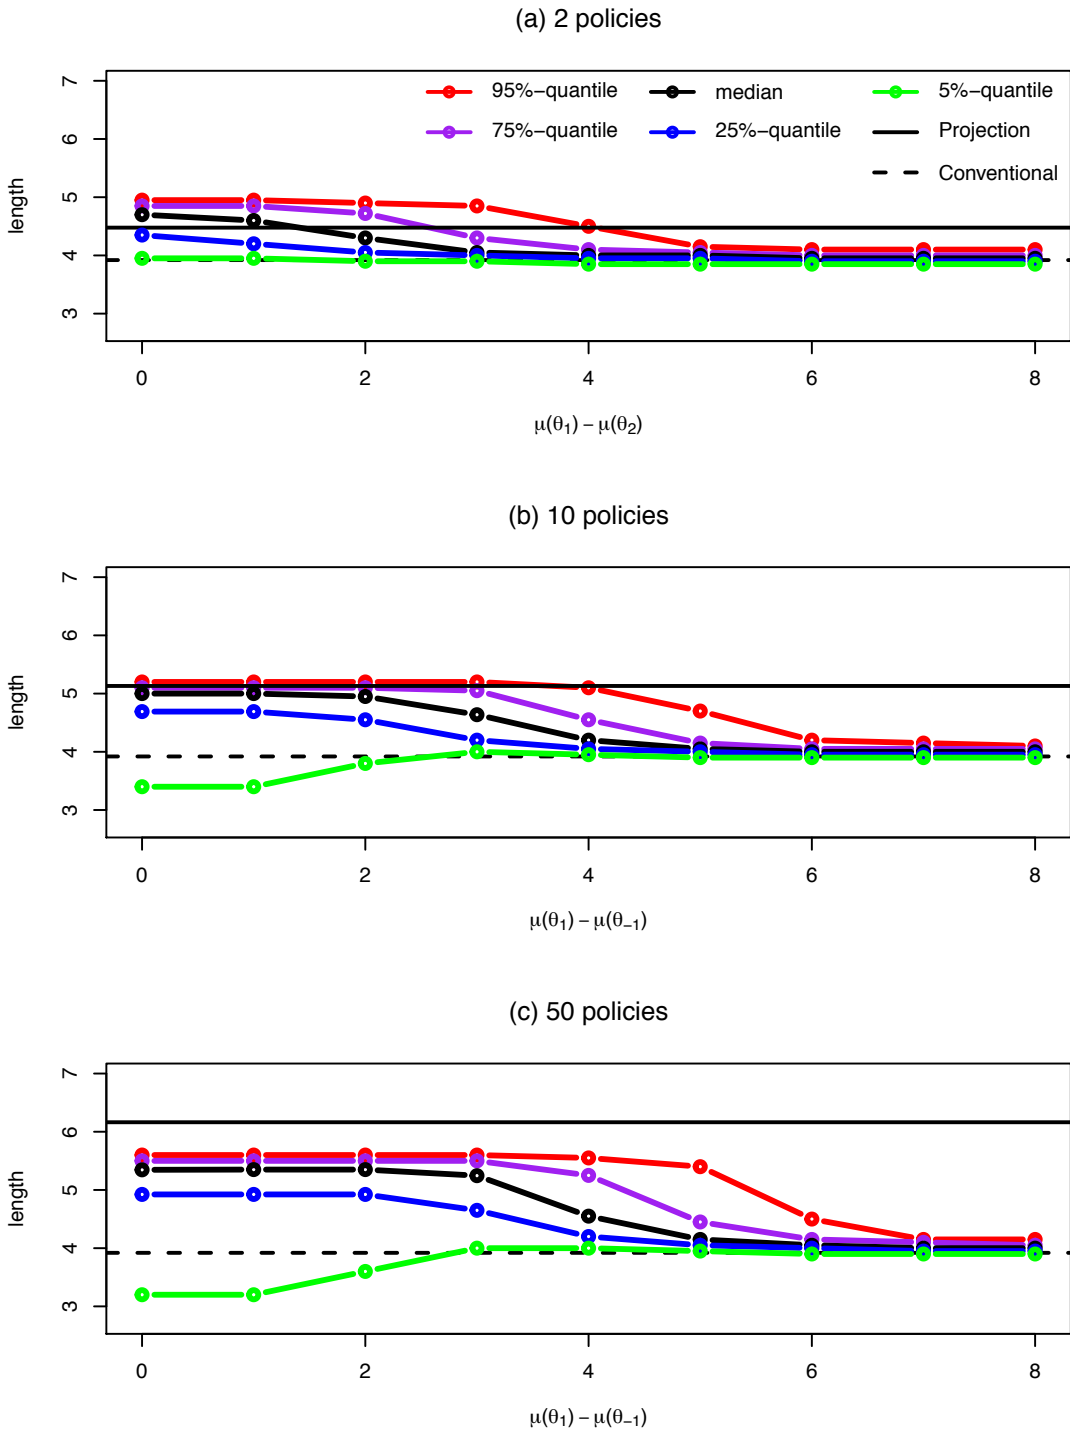 (a) 2 policies
95%-quantile median 5%-quantile
75%-quantile 25%-quantile Projection
Conventional
length
7
6
5
4
3
0 2 4 6 8
μ(θ₁) − μ(θ₂)
(b) 10 policies
length
7
6
5
4
3
0 2 4 6 8
μ(θ₁) − μ(θ₋₁)
(c) 50 policies
length
7
6
5
4
3
0 2 4 6 8
μ(θ₁) − μ(θ₋₁)